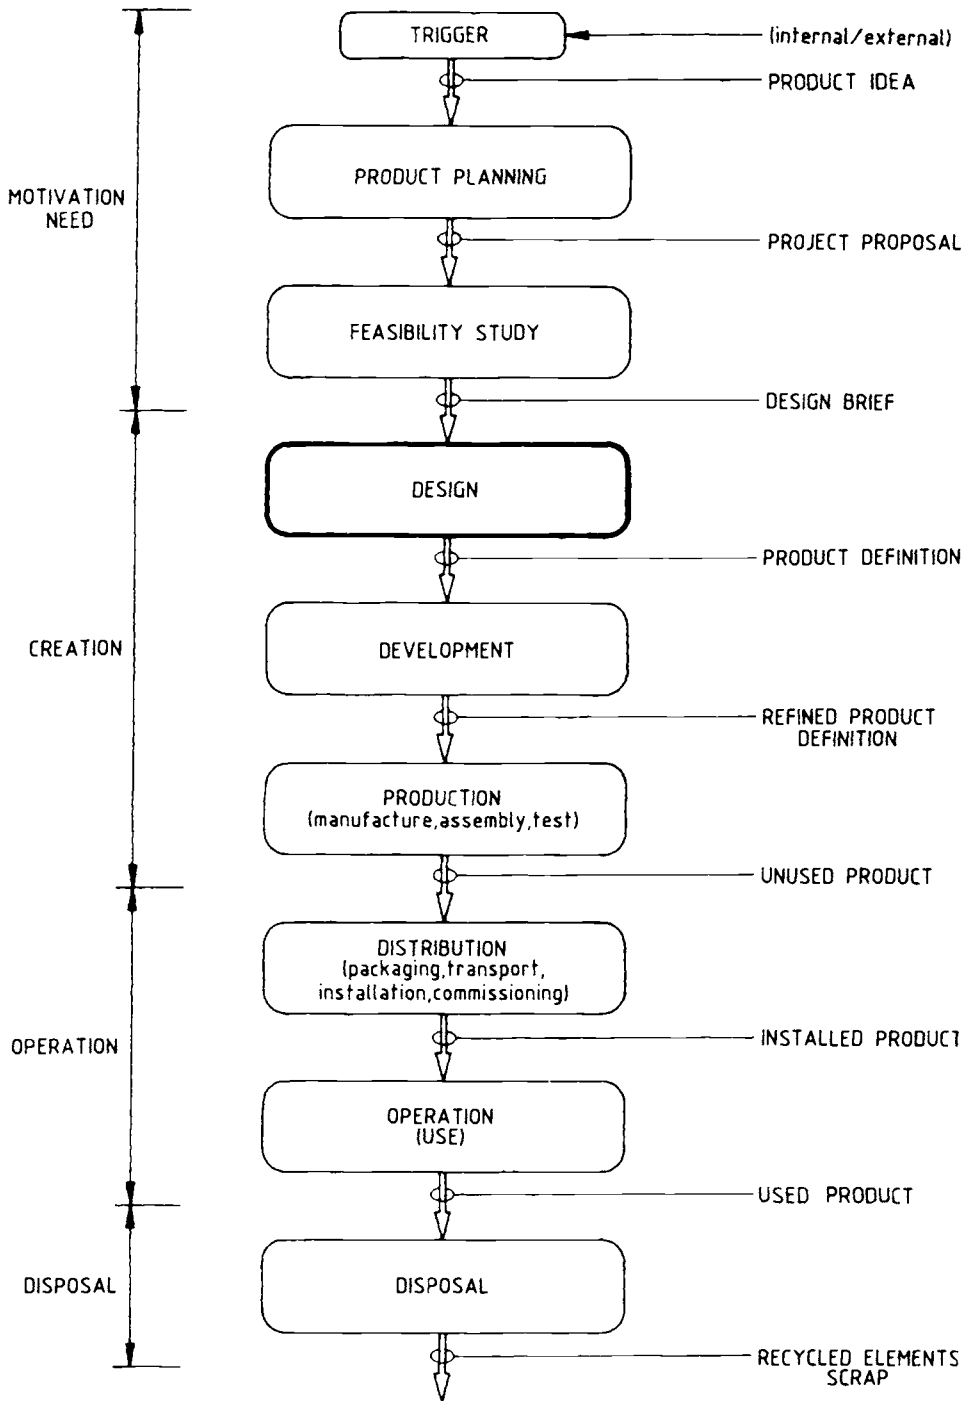 TRIGGER
(internal/external)
PRODUCT IDEA
PRODUCT PLANNING
MOTIVATION
NEED
PROJECT PROPOSAL
FEASIBILITY STUDY
DESIGN BRIEF
DESIGN
PRODUCT DEFINITION
CREATION
DEVELOPMENT
REFINED PRODUCT
DEFINITION
PRODUCTION
(manufacture,assembly,test)
UNUSED PRODUCT
DISTRIBUTION
(packaging,transport,
installation,commissioning)
OPERATION
INSTALLED PRODUCT
OPERATION
(USE)
USED PRODUCT
DISPOSAL
DISPOSAL
RECYCLED ELEMENTS
SCRAP